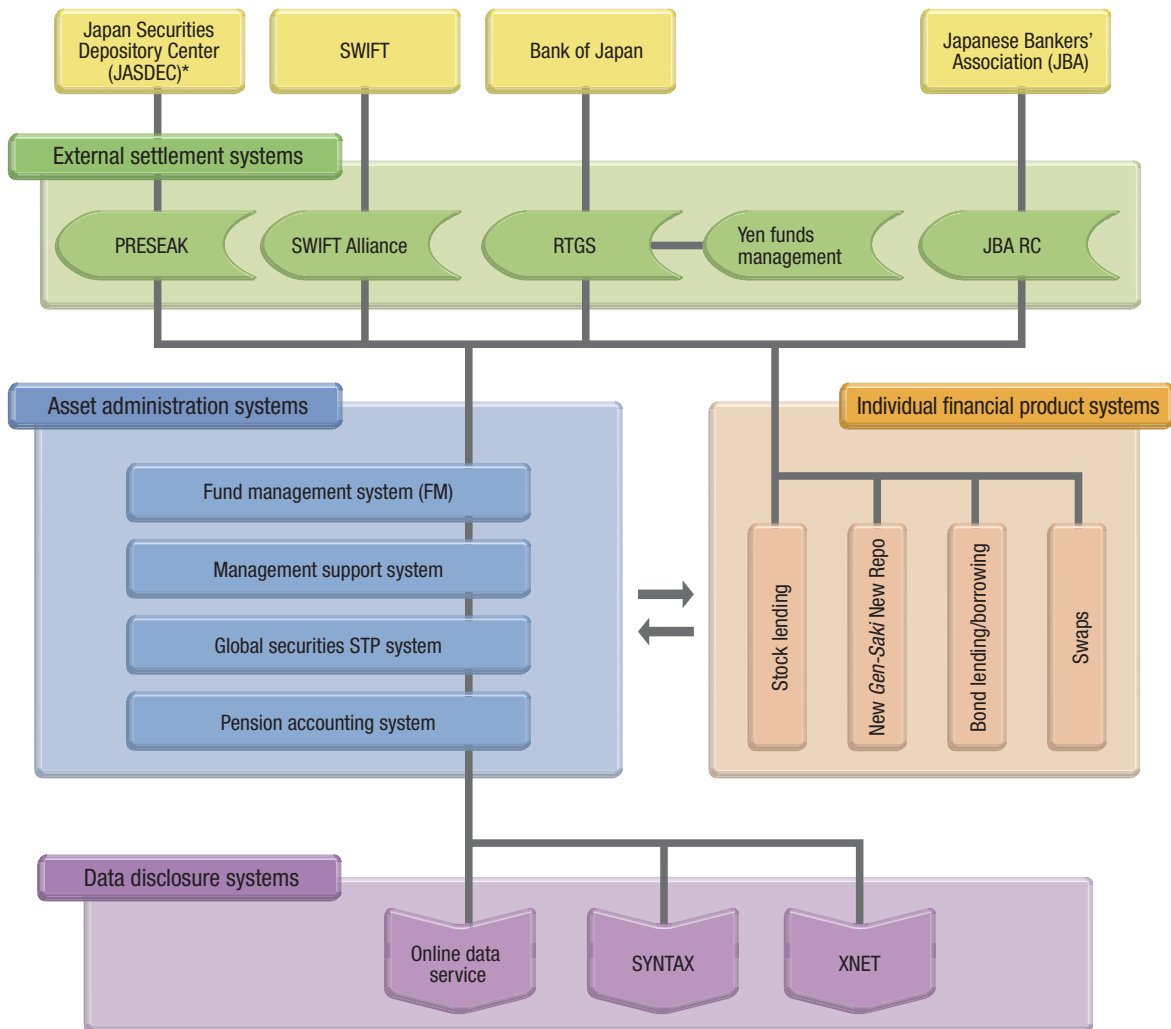 Japan Securities
Depository Center
(JASDEC)*
SWIFT
Bank of Japan
Japanese Bankers'
Association (JBA)
External settlement systems
PRESEAK
SWIFT Alliance
RTGS
Yen funds
management
JBA RC
Asset administration systems
Individual financial product systems
Fund management system (FM)
Management support system
Global securities STP system
Pension accounting system
Stock lending
New Gen-Saki New Repo
Bond lending/borrowing
Swaps
Data disclosure systems
Online data
service
SYNTAX
XNET